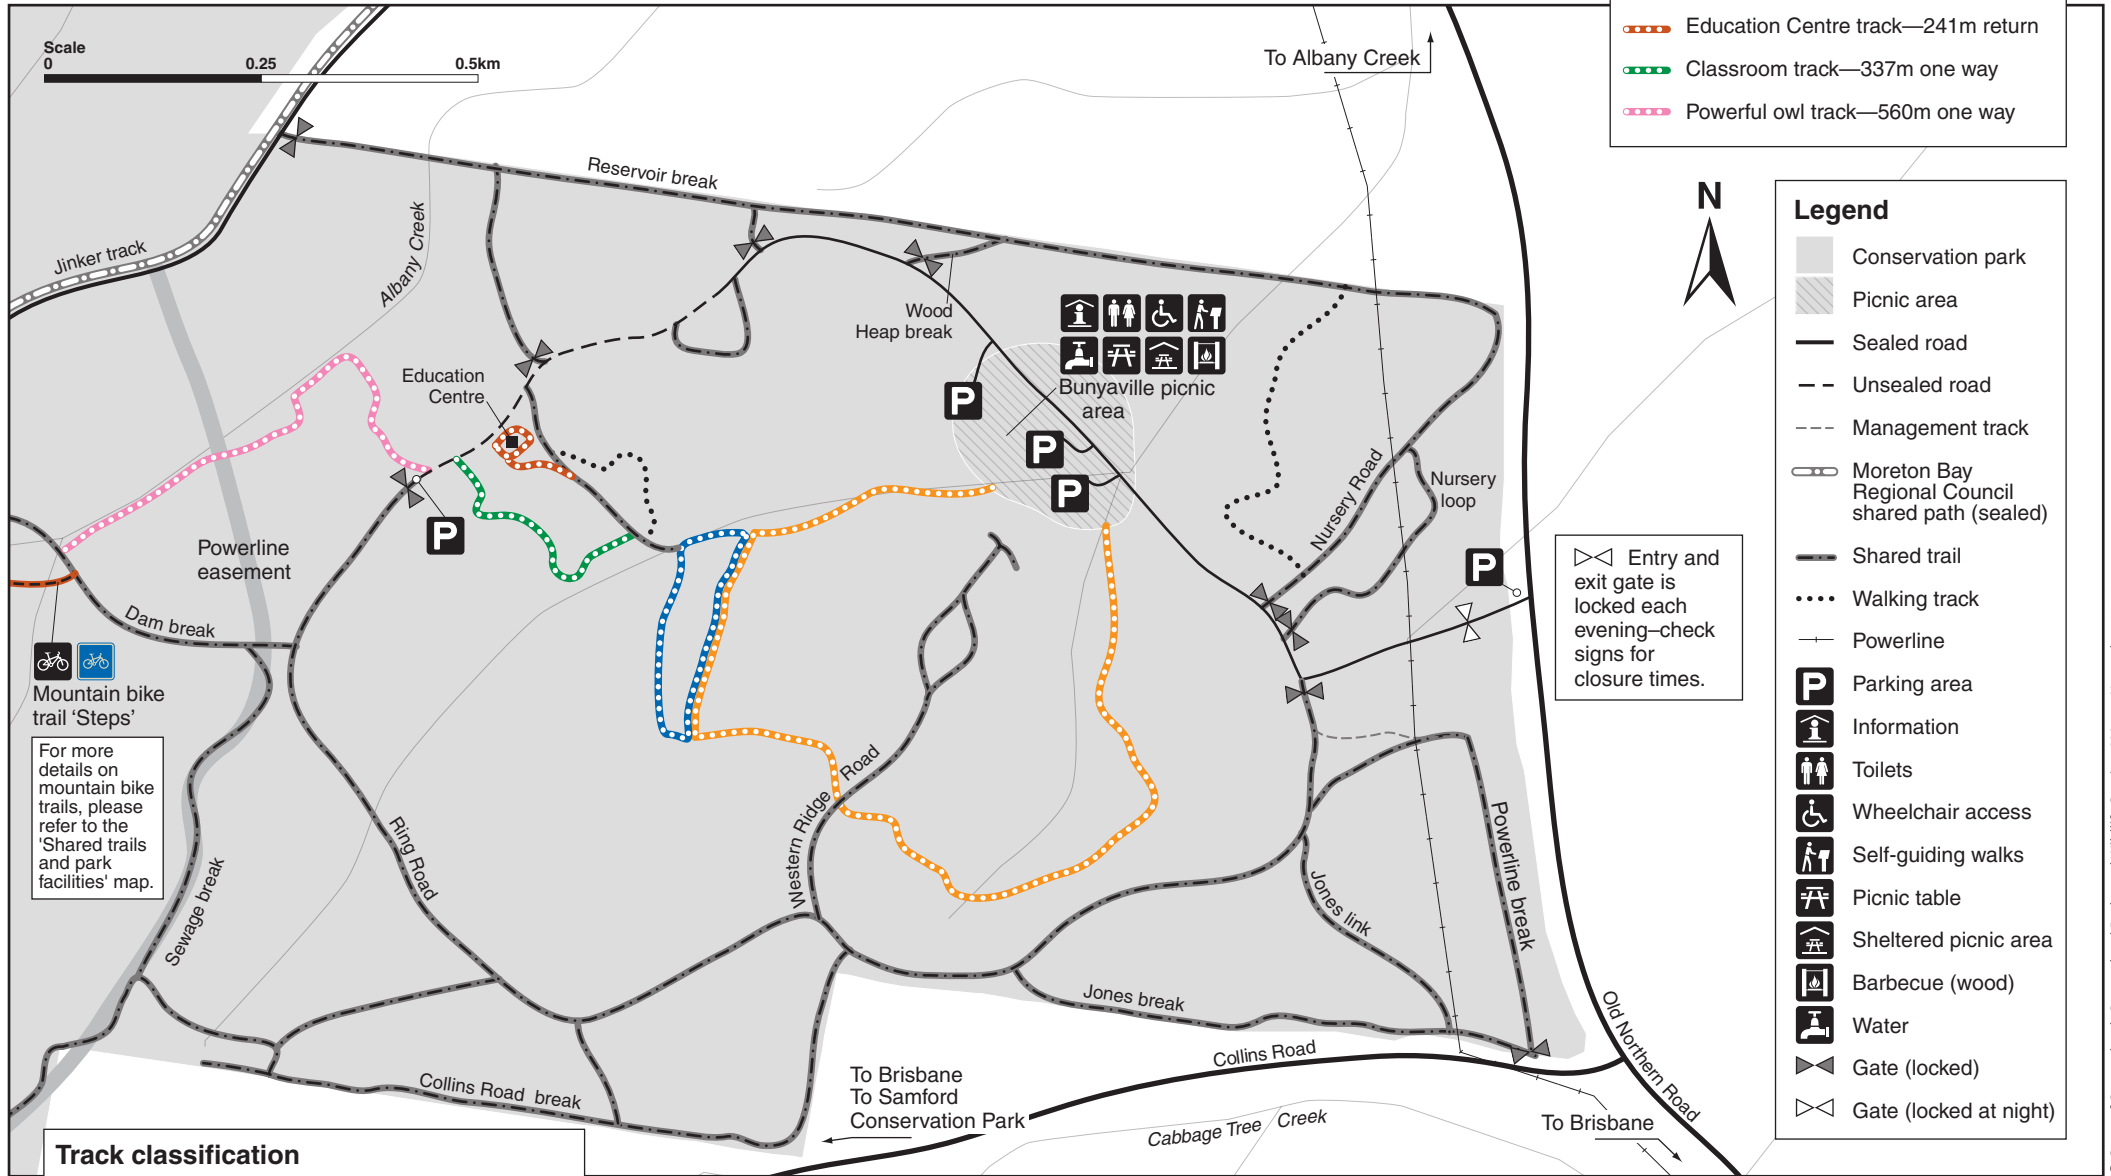 Scale
0 0.25 0.5km
To Albany Creek
Education Centre track—241m return
Classroom track—337m one way
Powerful owl track—560m one way
N
Reservoir break
Jinker track
Albany Creek
Wood
Heap break
Education
Centre
Bunyaville picnic
area
P
P
P
P
P
Nursery Road
Nursery
loop
Powerline
easement
Dam break
Mountain bike
trail ‘Steps’
For more
details on
mountain bike
trails, please
refer to the
'Shared trails
and park
facilities' map.
Entry and
exit gate is
locked each
evening–check
signs for
closure times.
Ring Road
Western Ridge Road
Sewage break
Jones link
Powerline break
Jones break
Collins Road
Collins Road break
Old Northern Road
To Brisbane
To Samford
Conservation Park
Cabbage Tree Creek
To Brisbane
Track classification
Legend
Conservation park
Picnic area
Sealed road
Unsealed road
Management track
Moreton Bay
Regional Council
shared path (sealed)
Shared trail
Walking track
Powerline
P Parking area
Information
Toilets
Wheelchair access
Self-guiding walks
Picnic table
Sheltered picnic area
Barbecue (wood)
Water
Gate (locked)
Gate (locked at night)